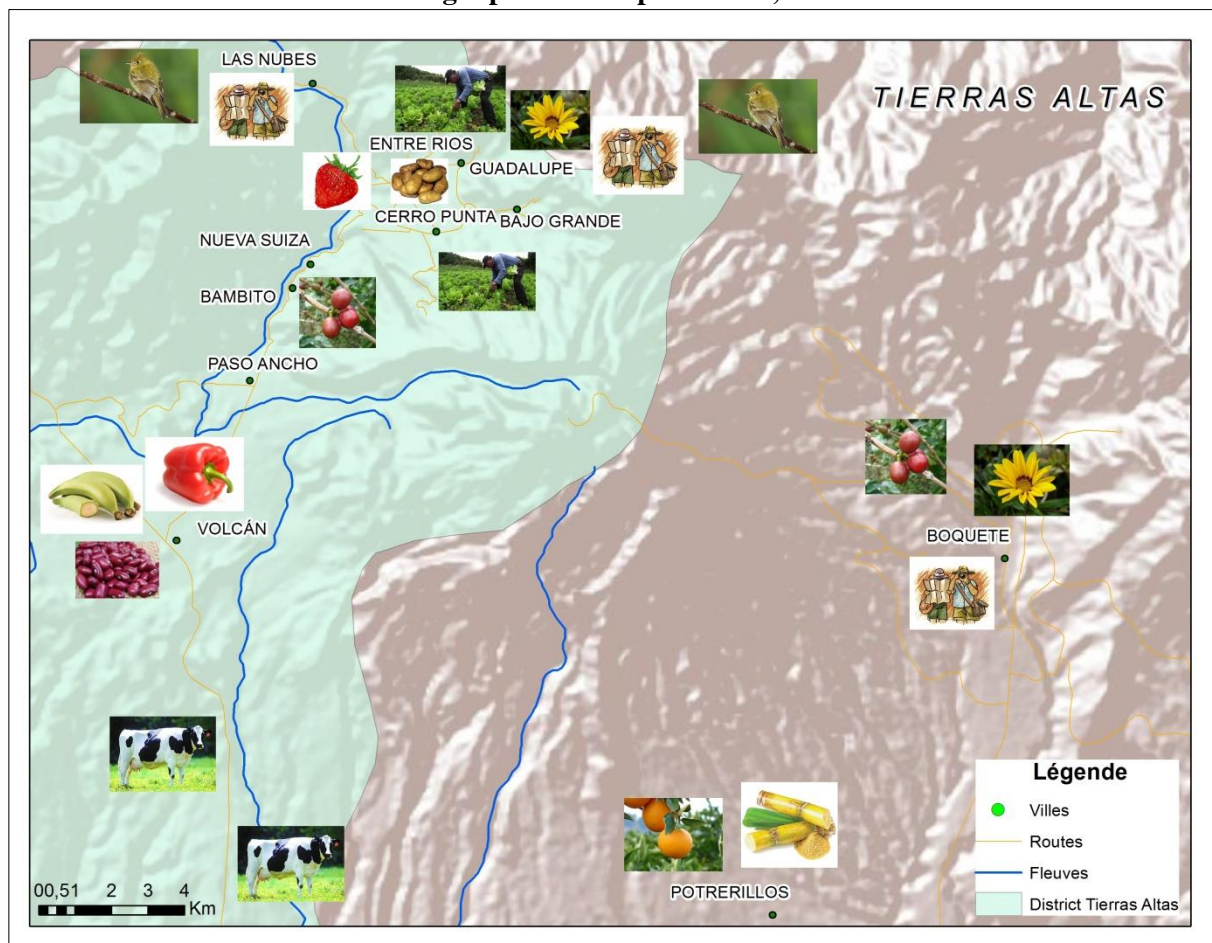 LAS NUBES
TIERRAS ALTAS
ENTRE RIOS
GUADALUPE
CERRO PUNTA
BAJO GRANDE
NUEVA SUIZA
BAMBITO
PASO ANCHO
VOLCÁN
BOQUETE
POTRERILLOS
Légende
Villes
Routes
Fleuves
District Tierras Altas
00,51 2 3 4
Km